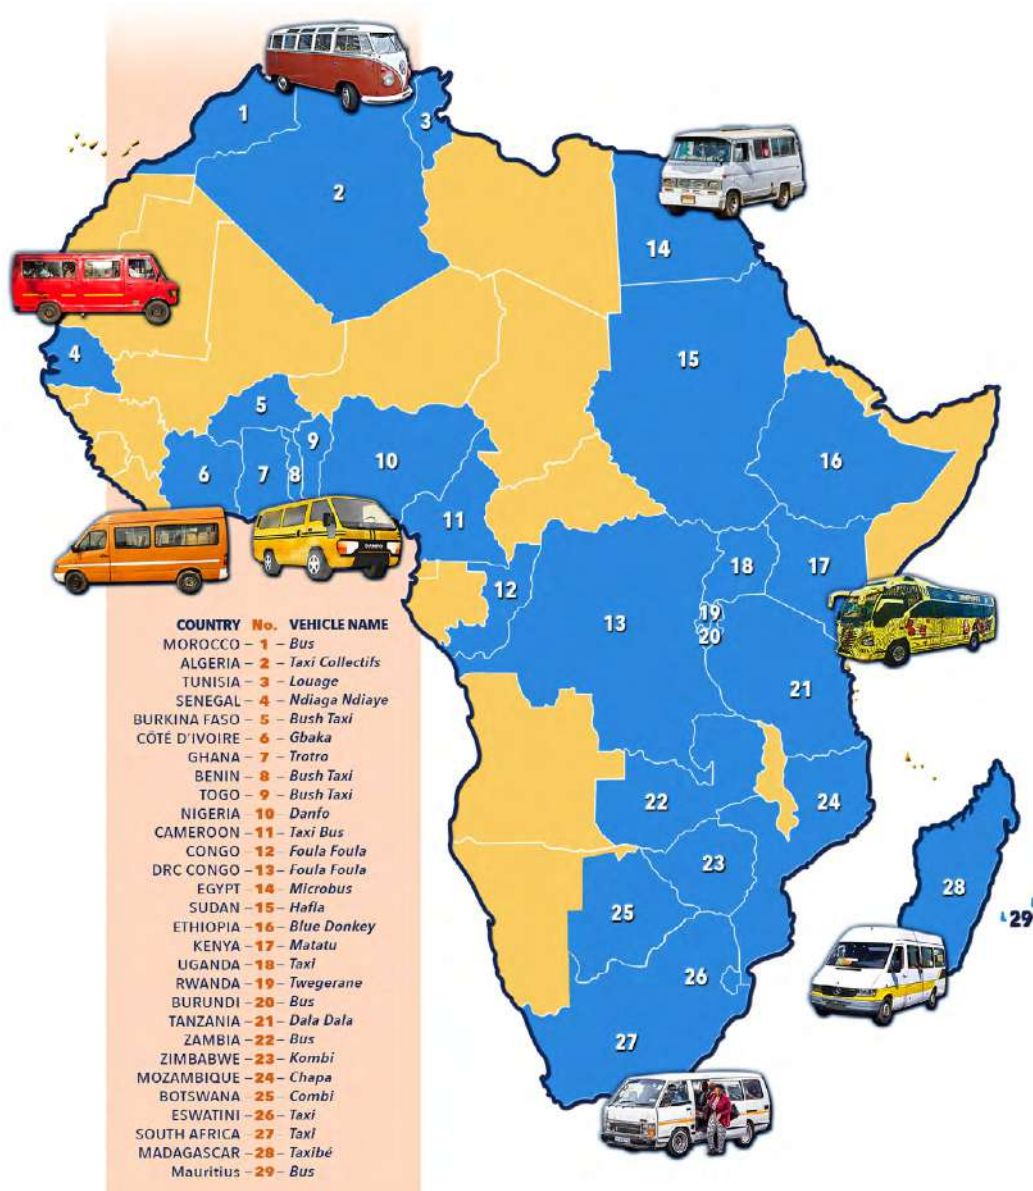 1
3
2
14
4
15
5
9
16
6
7
8
10
11
DANFO
12
18
17
13
19
20
21
22
24
23
28
25
29
26
27
COUNTRY No. VEHICLE NAME
MOROCCO – 1 – Bus
ALGERIA – 2 – Taxi Collectifs
TUNISIA – 3 – Louage
SENEGAL – 4 – Ndiaga Ndiaye
BURKINA FASO – 5 – Bush Taxi
CÔTÉ D'IVOIRE – 6 – Gbaka
GHANA – 7 – Trotro
BENIN – 8 – Bush Taxi
TOGO – 9 – Bush Taxi
NIGERIA – 10 – Danfo
CAMEROON – 11 – Taxi Bus
CONGO – 12 – Foula Foula
DRC CONGO – 13 – Foula Foula
EGYPT – 14 – Microbus
SUDAN – 15 – Hafla
ETHIOPIA – 16 – Blue Donkey
KENYA – 17 – Matatu
UGANDA – 18 – Taxi
RWANDA – 19 – Twegerane
BURUNDI – 20 – Bus
TANZANIA – 21 – Dala Dala
ZAMBIA – 22 – Bus
ZIMBABWE – 23 – Kombi
MOZAMBIQUE – 24 – Chapa
BOTSWANA – 25 – Combi
ESWATINI – 26 – Taxi
SOUTH AFRICA – 27 – Taxi
MADAGASCAR – 28 – Taxibé
Mauritius – 29 – Bus